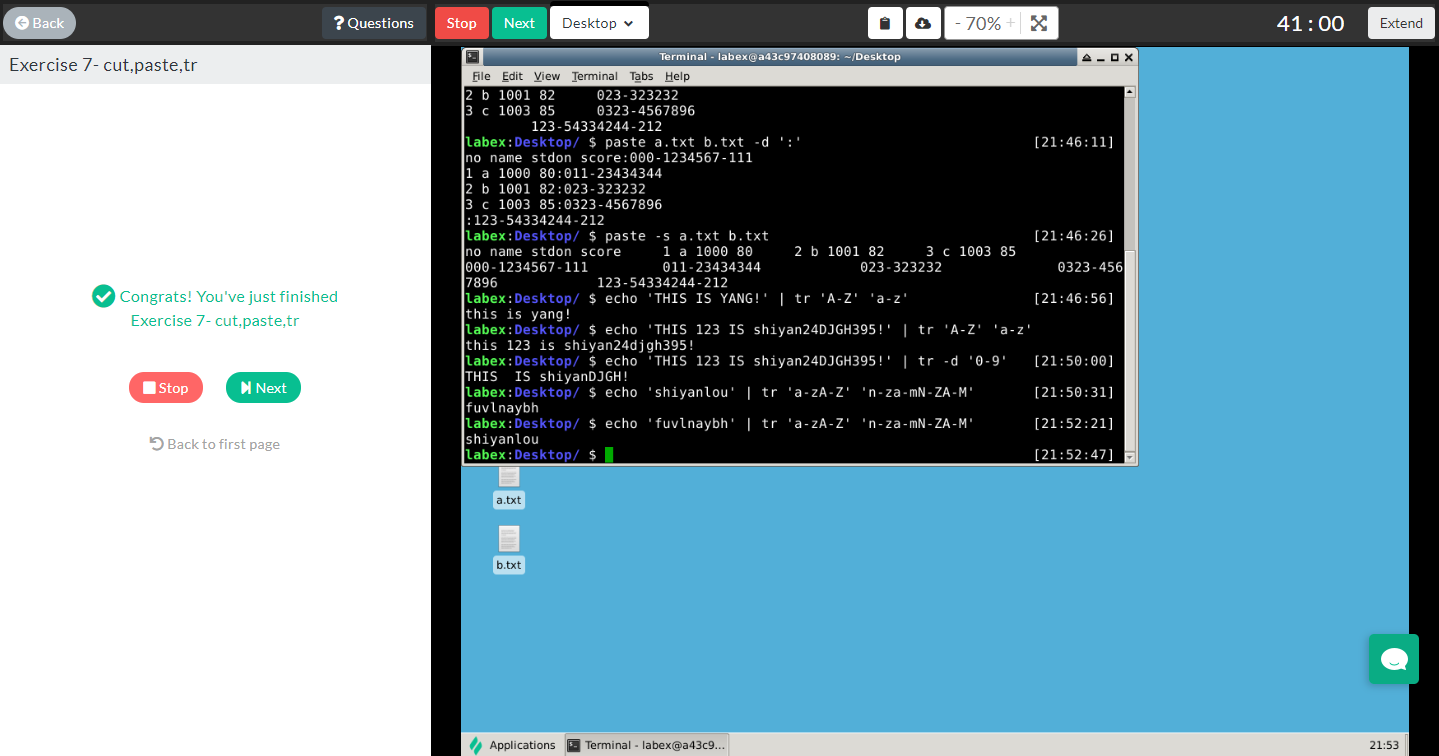 Back
? Questions
Stop
Next
Desktop
- 70% +
41 : 00
Extend
Exercise 7- cut,paste,tr
Congrats! You've just finished
Exercise 7- cut,paste,tr
Stop
Next
Back to first page
Terminal - labex@a43c97408089: ~/Desktop
File Edit View Terminal Tabs Help
2 b 1001 82     023-323232
3 c 1003 85     0323-4567896
        123-54334244-212
labex:Desktop/ $ paste a.txt b.txt -d ':' [21:46:11]
no name stdon score:000-1234567-111
1 a 1000 80:011-23434344
2 b 1001 82:023-323232
3 c 1003 85:0323-4567896
:123-54334244-212
labex:Desktop/ $ paste -s a.txt b.txt [21:46:26]
no name stdon score     1 a 1000 80     2 b 1001 82     3 c 1003 85
000-1234567-111         011-23434344            023-323232              0323-456
7896            123-54334244-212
labex:Desktop/ $ echo 'THIS IS YANG!' | tr 'A-Z' 'a-z' [21:46:56]
this is yang!
labex:Desktop/ $ echo 'THIS 123 IS shiyan24DJGH395!' | tr 'A-Z' 'a-z'
this 123 is shiyan24djgh395!
labex:Desktop/ $ echo 'THIS 123 IS shiyan24DJGH395!' | tr -d '0-9' [21:50:00]
THIS  IS shiyanDJGH!
labex:Desktop/ $ echo 'shiyanlou' | tr 'a-zA-Z' 'n-za-mN-ZA-M' [21:50:31]
fuvlnaybh
labex:Desktop/ $ echo 'fuvlnaybh' | tr 'a-zA-Z' 'n-za-mN-ZA-M' [21:52:21]
shiyanlou
labex:Desktop/ $ [21:52:47]
a.txt
b.txt
Applications
Terminal - labex@a43c9...
21:53